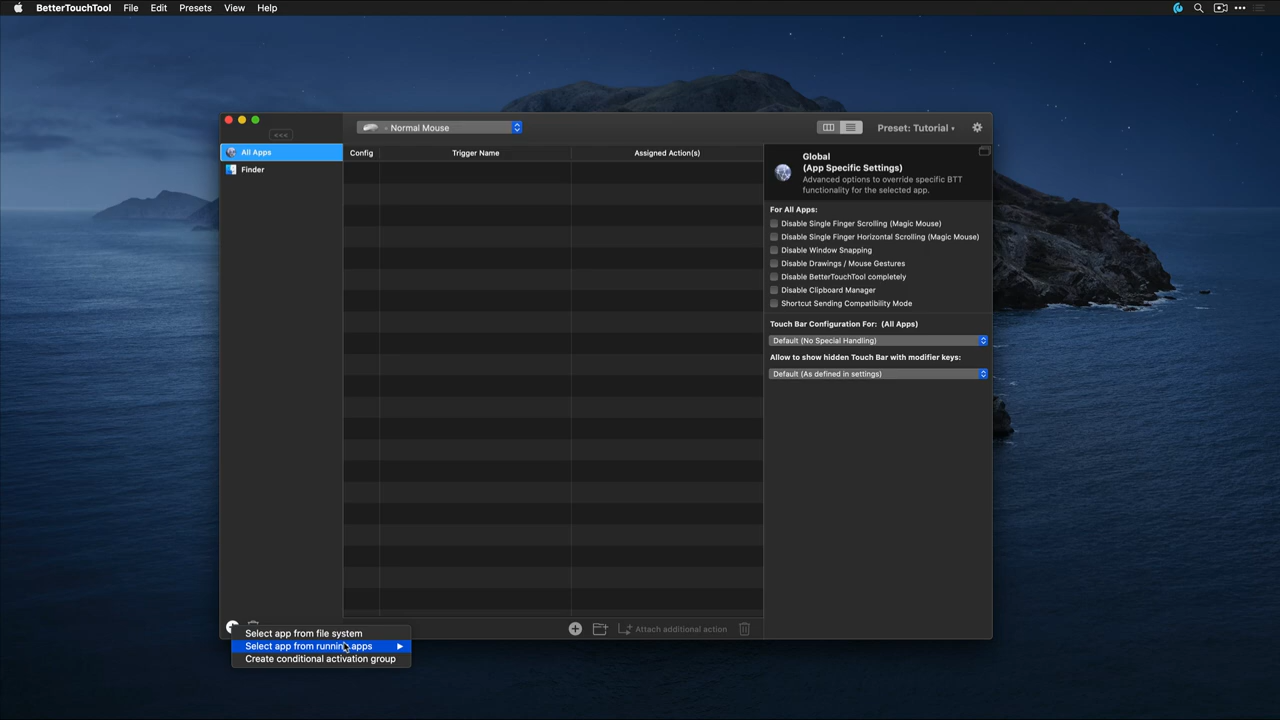 BetterTouchTool File Edit Presets View Help
<<<
Normal Mouse
Preset: Tutorial
All Apps
Finder
Config Trigger Name Assigned Action(s)
Global
(App Specific Settings)
Advanced options to override specific BTT
functionality for the selected app.
For All Apps:
Disable Single Finger Scrolling (Magic Mouse)
Disable Single Finger Horizontal Scrolling (Magic Mouse)
Disable Window Snapping
Disable Drawings / Mouse Gestures
Disable BetterTouchTool completely
Disable Clipboard Manager
Shortcut Sending Compatibility Mode
Touch Bar Configuration For: (All Apps)
Default (No Special Handling)
Allow to show hidden Touch Bar with modifier keys:
Default (As defined in settings)
Attach additional action
Select app from file system
Select app from running apps
Create conditional activation group